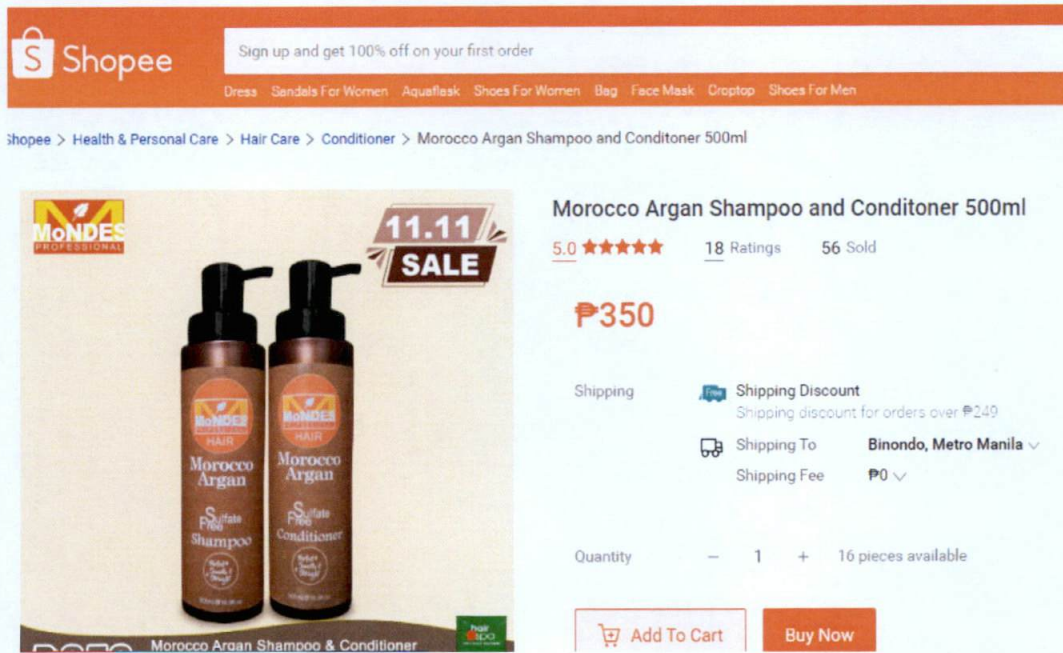 Shopee
Sign up and get 100% off on your first order
Dress Sandals For Women Aquaflask Shoes For Women Bag Face Mask Croptop Shoes For Men
Shopee > Health & Personal Care > Hair Care > Conditioner > Morocco Argan Shampoo and Conditoner 500ml
MoNDES
PROFESSIONAL
11.11
SALE
MoNDES
HAIR
Morocco
Argan
Sulfate
Free
Shampoo
MoNDES
HAIR
Morocco
Argan
Sulfate
Free
Conditioner
Morocco Argan Shampoo & Conditioner
hair
spa
Morocco Argan Shampoo and Conditoner 500ml
5.0 18 Ratings 56 Sold
₱350
Shipping
Free
Shipping Discount
Shipping discount for orders over ₱249
Shipping To Binondo, Metro Manila
Shipping Fee ₱0
Quantity − 1 + 16 pieces available
Add To Cart
Buy Now